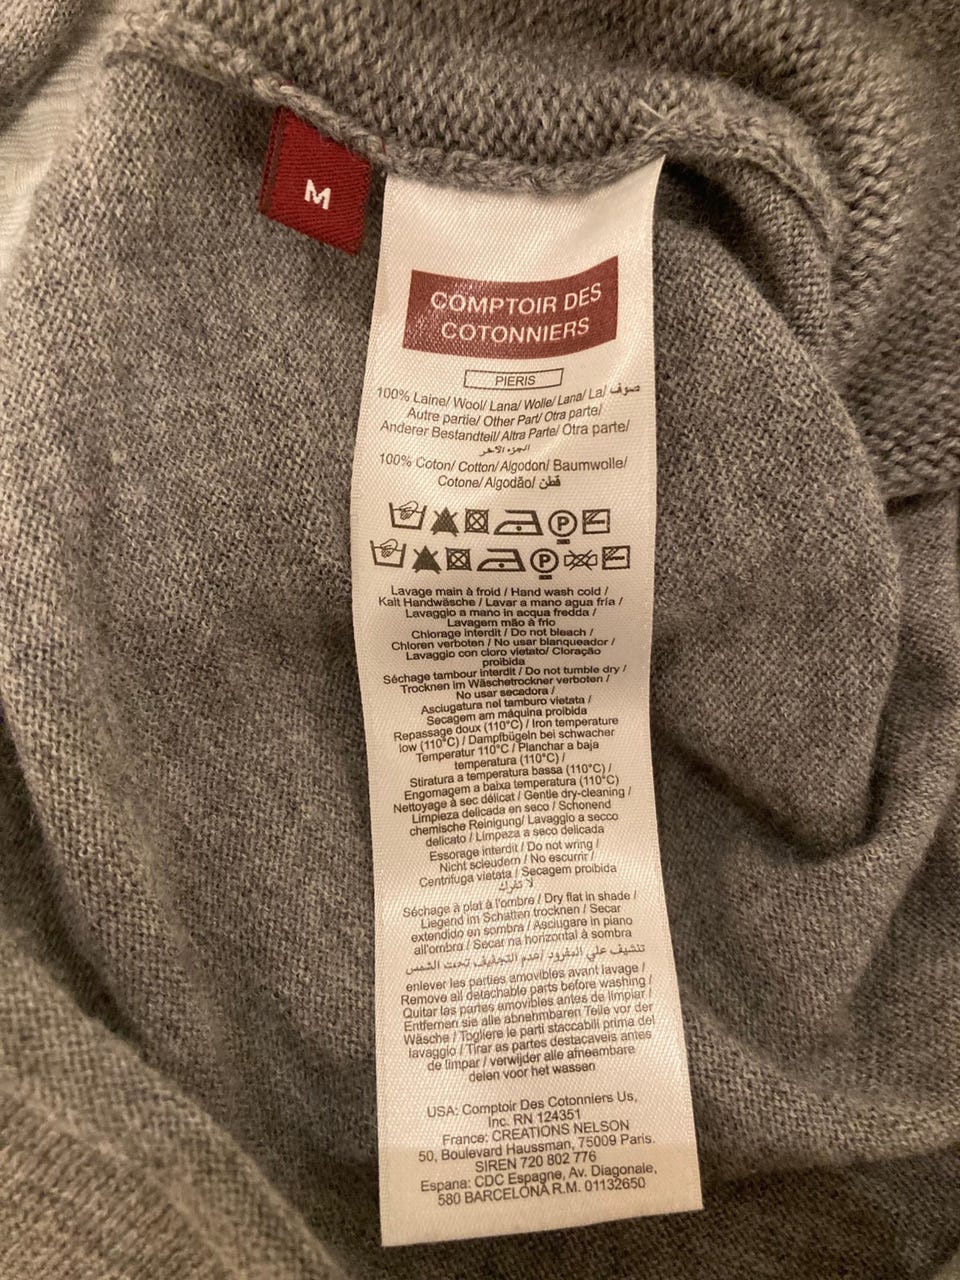 M
COMPTOIR DES
COTONNIERS
PIERIS
100% Laine/ Wool/ Lana/ Wolle/ Lana/ La/ صوف
Autre partie/ Other Part/ Otra parte/
Anderer Bestandteil/ Altra Parte/ Otra parte/
الجزء الآخر
100% Coton/ Cotton/ Algodon/ Baumwolle/
Cotone/ Algodão/ قطن
P
P
Lavage main à froid / Hand wash cold /
Kalt Handwäsche / Lavar a mano agua fría /
Lavaggio a mano in acqua fredda /
Lavagem mão à frio
Chlorage interdit / Do not bleach /
Chloren verboten / No usar blanqueador /
Lavaggio con cloro vietato/ Cloração
proibida
Séchage tambour interdit / Do not tumble dry /
Trocknen im Wäschetrockner verboten /
No usar secadora /
Asciugatura nel tamburo vietata /
Secagem am máquina proibida
Repassage doux (110°C) / Iron temperature
low (110°C) / Dampfbügeln bei schwacher
Temperatur 110°C / Planchar a baja
temperatura (110°C) /
Stiratura a temperatura bassa (110°C) /
Engomagem a baixa temperatura (110°C)
Nettoyage à sec délicat / Gentle dry-cleaning /
Limpieza delicada en seco / Schonend
chemische Reinigung/ Lavaggio a secco
delicato / Limpeza a seco delicada
Essorage interdit / Do not wring /
Nicht scleudern / No escurrir /
Centrifuga vietata / Secagem proibida
لا تفرك
Séchage à plat à l'ombre / Dry flat in shade /
Liegend im Schatten trocknen / Secar
extendido en sombra / Asciugare in piano
all'ombra / Secar na horizontal à sombra
تنشيف علي المفرود /عدم التجفيف تحت الشمس
enlever les parties amovibles avant lavage /
Remove all detachable parts before washing /
Quitar las partes amovibles antes de limpiar /
Entfernen sie alle abnehmbaren Teile vor der
Wäsche / Togliere le parti staccabili prima del
lavaggio / Tirar as partes destacaveis antes
de limpar / verwijder alle afneembare
delen voor het wassen
USA: Comptoir Des Cotonniers Us,
Inc. RN 124351
France: CREATIONS NELSON
50, Boulevard Haussman, 75009 Paris.
SIREN 720 802 776
Espana: CDC Espagne, Av. Diagonale,
580 BARCELONA R.M. 01132650